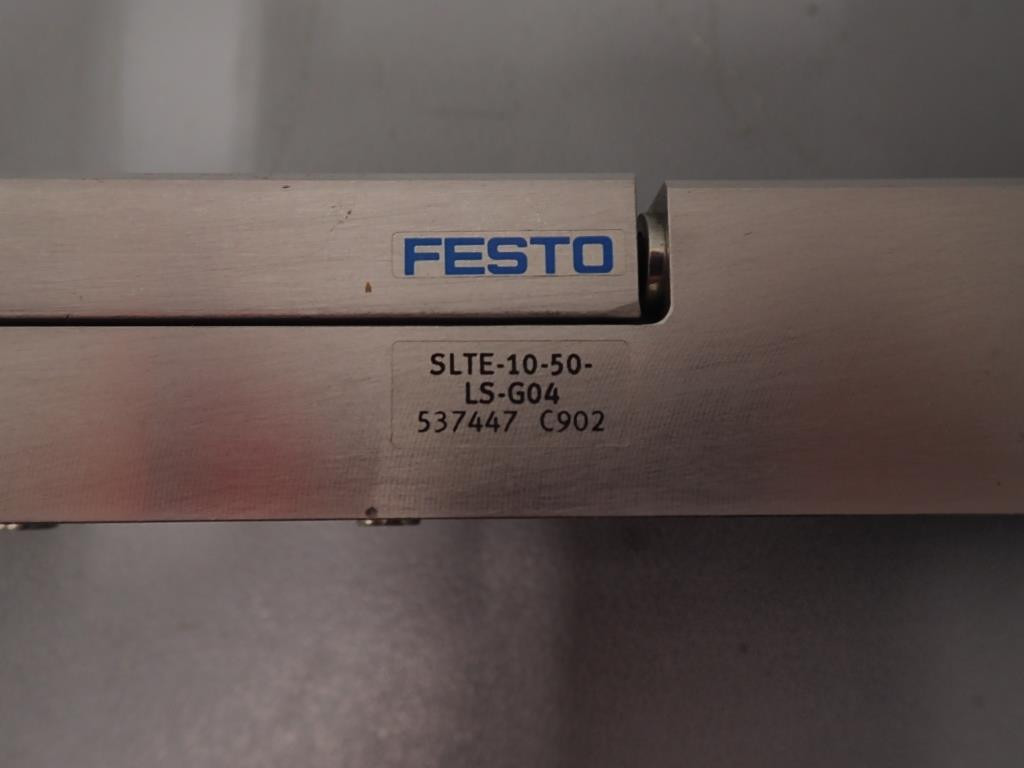 FESTO
SLTE-10-50-
LS-G04
537447 C902